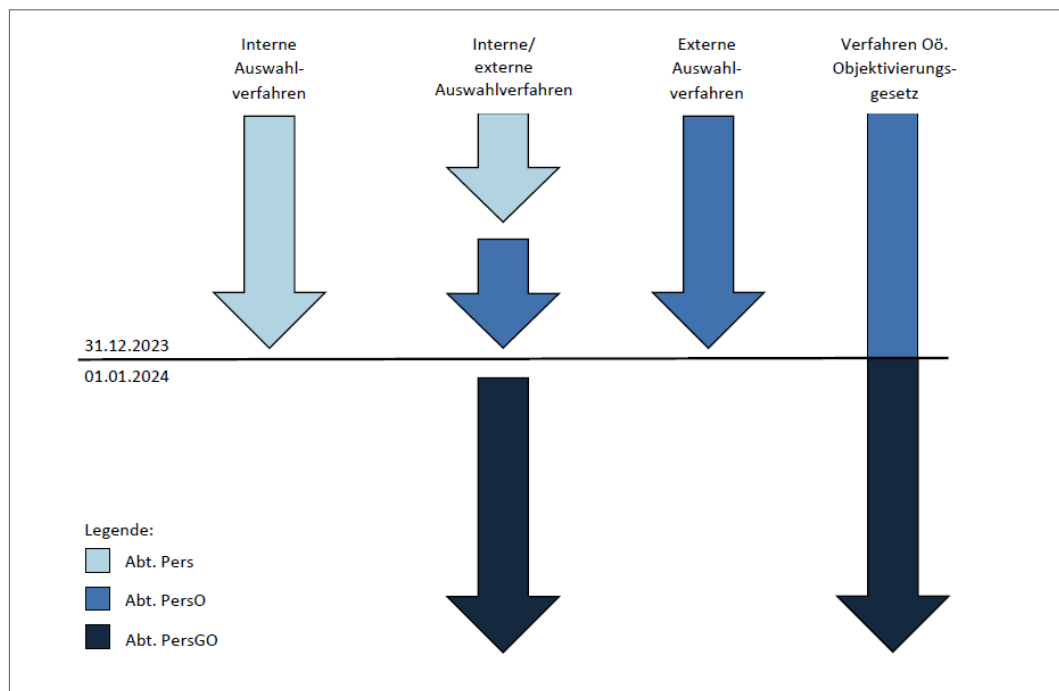 Interne
Auswahl-
verfahren
Interne/
externe
Auswahlverfahren
Externe
Auswahl-
verfahren
Verfahren Oö.
Objektivierungs-
gesetz
31.12.2023
01.01.2024
Legende:
Abt. Pers
Abt. PersO
Abt. PersGO